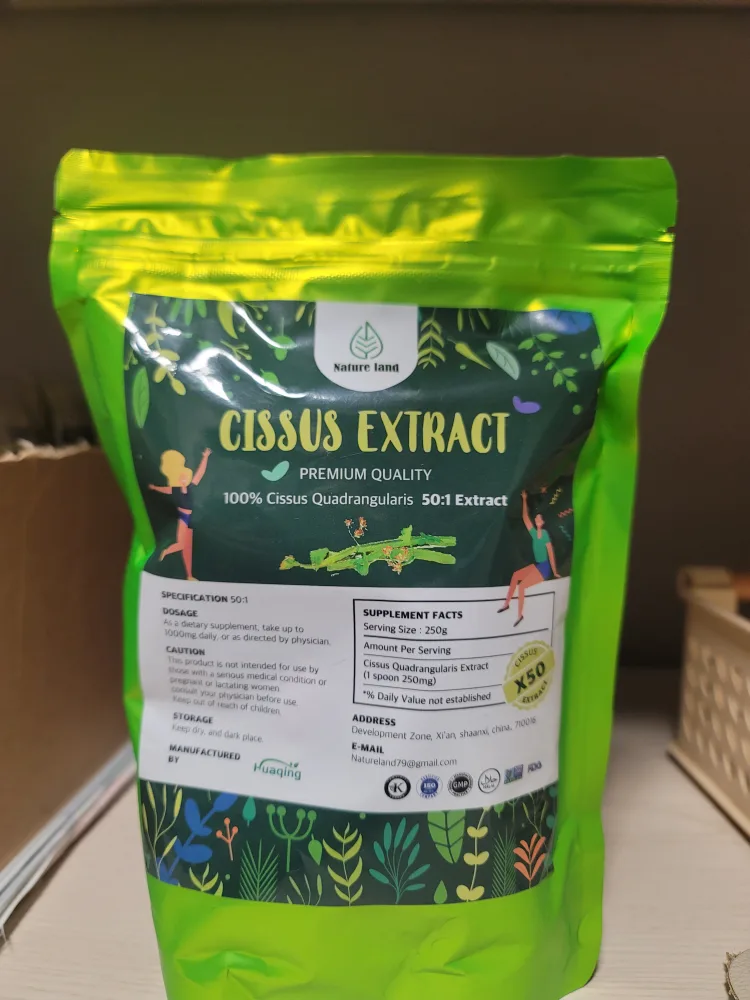 Nature land
CISSUS EXTRACT
PREMIUM QUALITY
100% Cissus Quadrangularis 50:1 Extract
SPECIFICATION 50:1
DOSAGE
As a dietary supplement, take up to
1000mg daily, or as directed by physician.
CAUTION
This product is not intended for use by
those with a serious medical condition or
pregnant or lactating women.
consult your physician before use.
Keep out of reach of children.
STORAGE
Keep dry, and dark place.
MANUFACTURED
BY
Huaqing
SUPPLEMENT FACTS
Serving Size : 250g
Amount Per Serving
Cissus Quadrangularis Extract
(1 spoon 250mg)
*% Daily Value not established
CISSUS
X50
EXTRACT
ADDRESS
Development Zone, Xi'an, shaanxi, china, 710016
E-MAIL
Natureland79@gmail.com
K
ISO
GMP
HALAL
FDA